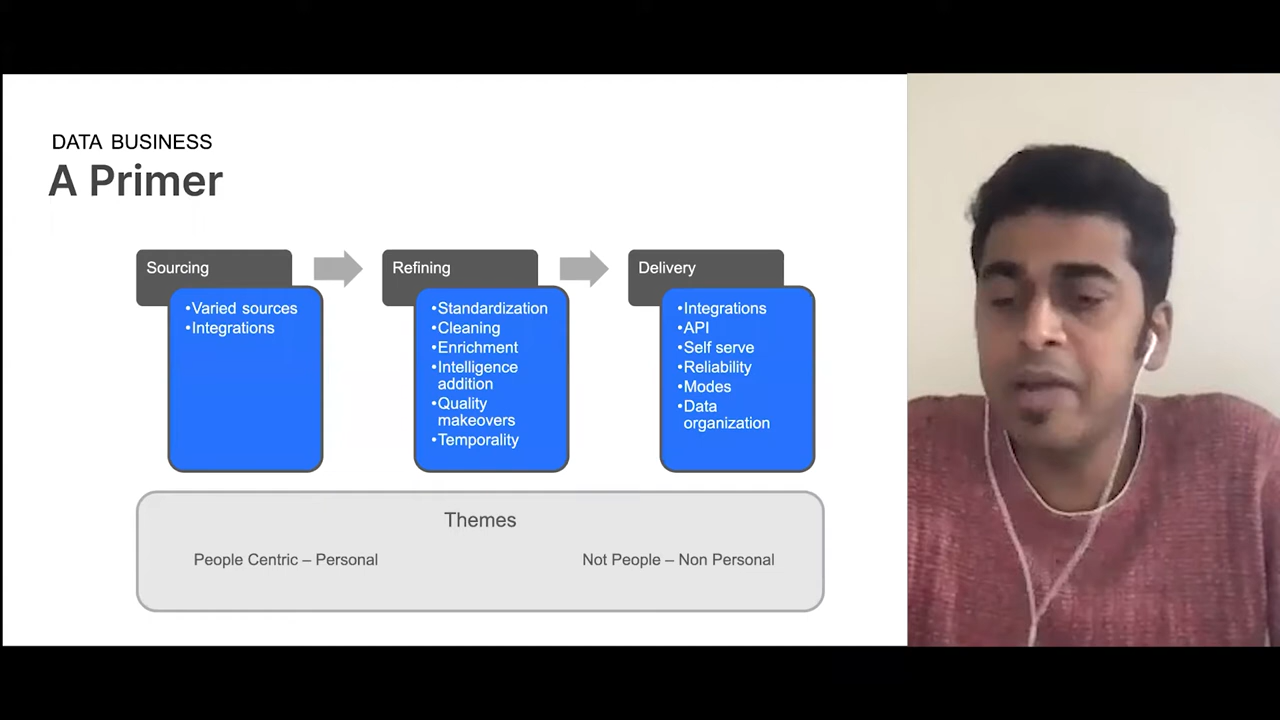 DATA BUSINESS
A Primer
Sourcing
•Varied sources
•Integrations
Refining
•Standardization
•Cleaning
•Enrichment
•Intelligence
addition
•Quality
makeovers
•Temporality
Delivery
•Integrations
•API
•Self serve
•Reliability
•Modes
•Data
organization
Themes
People Centric – Personal
Not People – Non Personal